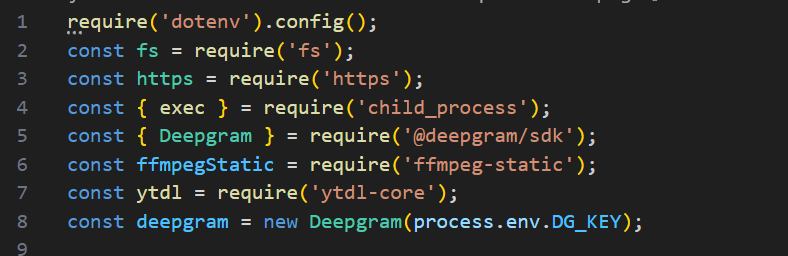 1 require('dotenv').config();
2 const fs = require('fs');
3 const https = require('https');
4 const { exec } = require('child_process');
5 const { Deepgram } = require('@deepgram/sdk');
6 const ffmpegStatic = require('ffmpeg-static');
7 const ytdl = require('ytdl-core');
8 const deepgram = new Deepgram(process.env.DG_KEY);
9